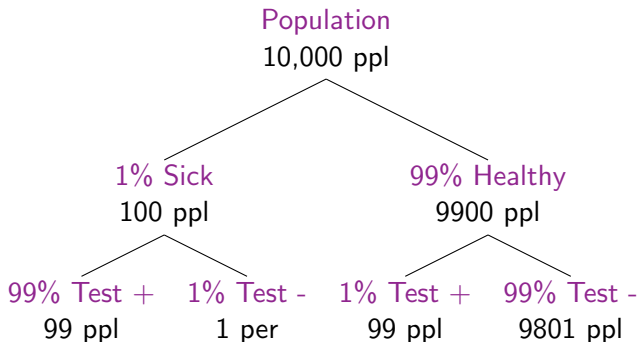 Population
10,000 ppl
1% Sick 99% Healthy
100 ppl 9900 ppl
99% Test + 1% Test - 1% Test + 99% Test -
99 ppl 1 per 99 ppl 9801 ppl